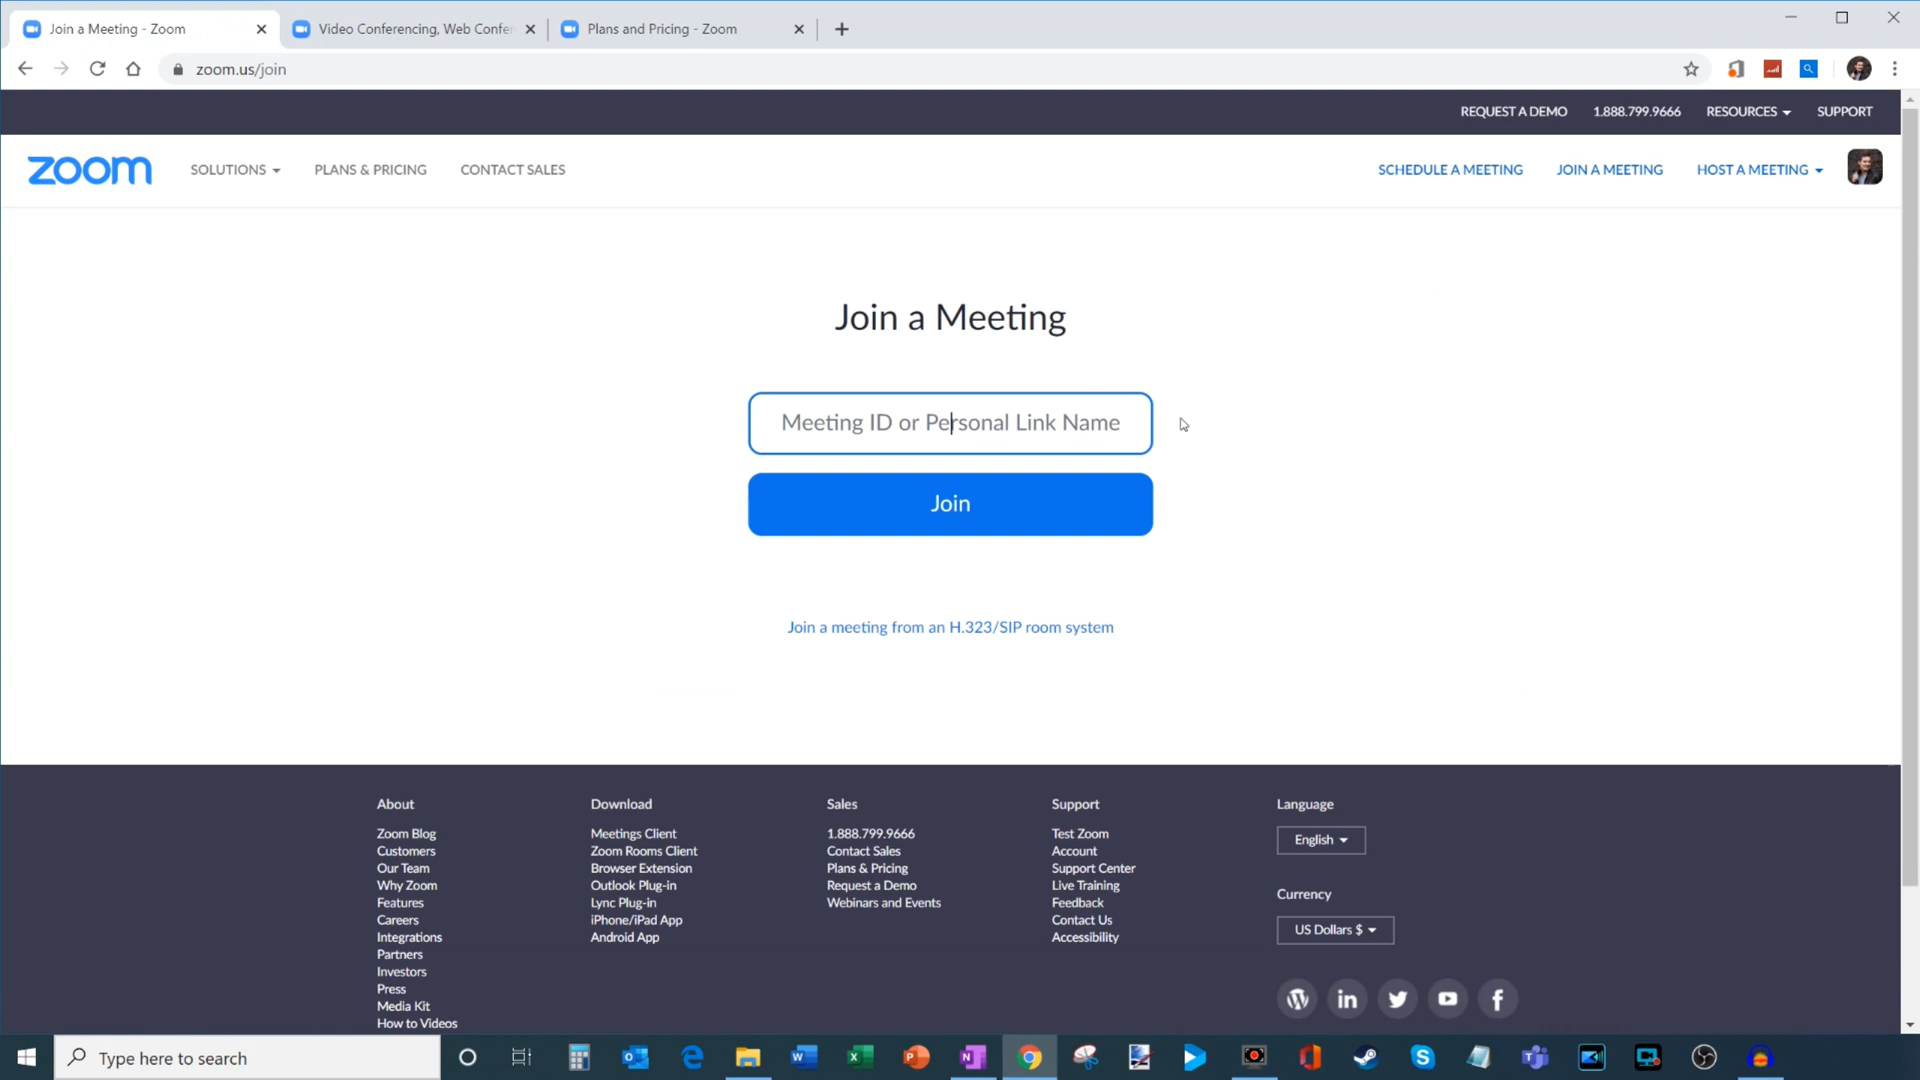 Join a Meeting - Zoom
Video Conferencing, Web Confer
Plans and Pricing - Zoom
zoom.us/join
REQUEST A DEMO 1.888.799.9666 RESOURCES SUPPORT
zoom SOLUTIONS PLANS & PRICING CONTACT SALES SCHEDULE A MEETING JOIN A MEETING HOST A MEETING
Join a Meeting
Meeting ID or Personal Link Name
Join
Join a meeting from an H.323/SIP room system
About
Zoom Blog
Customers
Our Team
Why Zoom
Features
Careers
Integrations
Partners
Investors
Press
Media Kit
How to Videos
Download
Meetings Client
Zoom Rooms Client
Browser Extension
Outlook Plug-in
Lync Plug-in
iPhone/iPad App
Android App
Sales
1.888.799.9666
Contact Sales
Plans & Pricing
Request a Demo
Webinars and Events
Support
Test Zoom
Account
Support Center
Live Training
Feedback
Contact Us
Accessibility
Language
English
Currency
US Dollars $
Type here to search